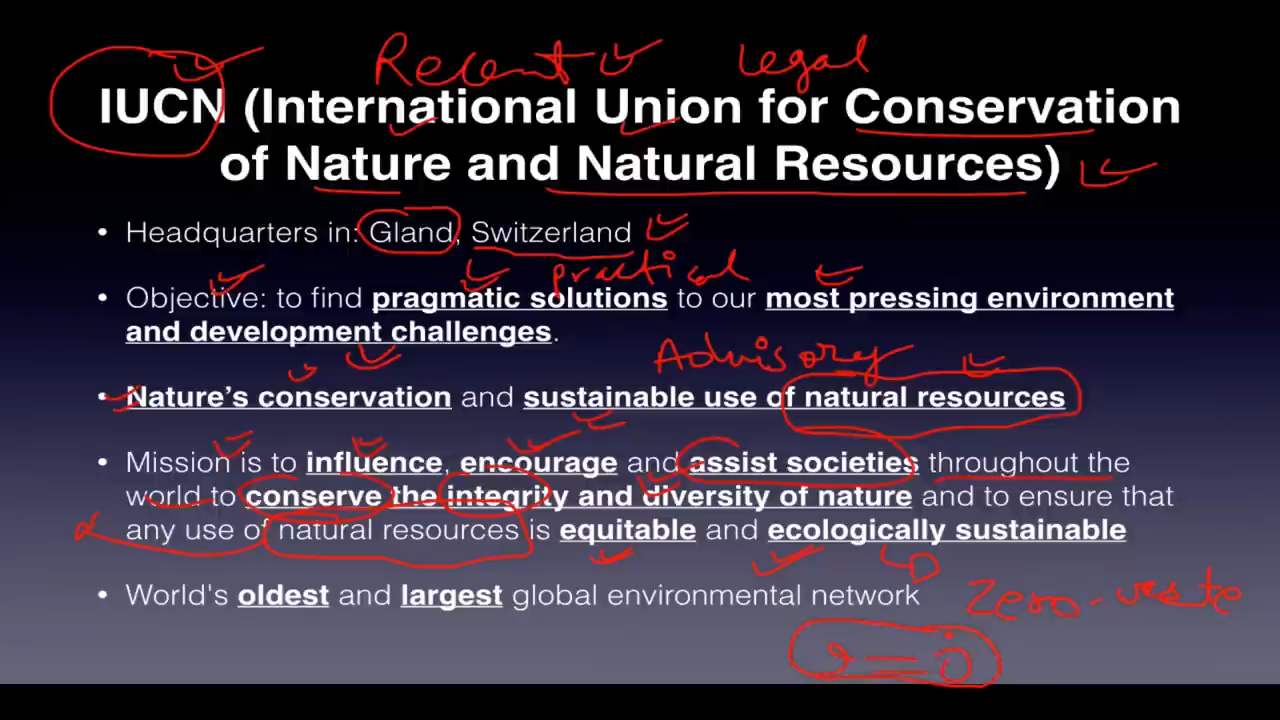 Recent legal
IUCN (International Union for Conservation
of Nature and Natural Resources)
• Headquarters in: Gland, Switzerland
practical
• Objective: to find pragmatic solutions to our most pressing environment
and development challenges.
Advisory
• Nature's conservation and sustainable use of natural resources
• Mission is to influence, encourage and assist societies throughout the
world to conserve the integrity and diversity of nature and to ensure that
any use of natural resources is equitable and ecologically sustainable
• World's oldest and largest global environmental network
Zero-waste